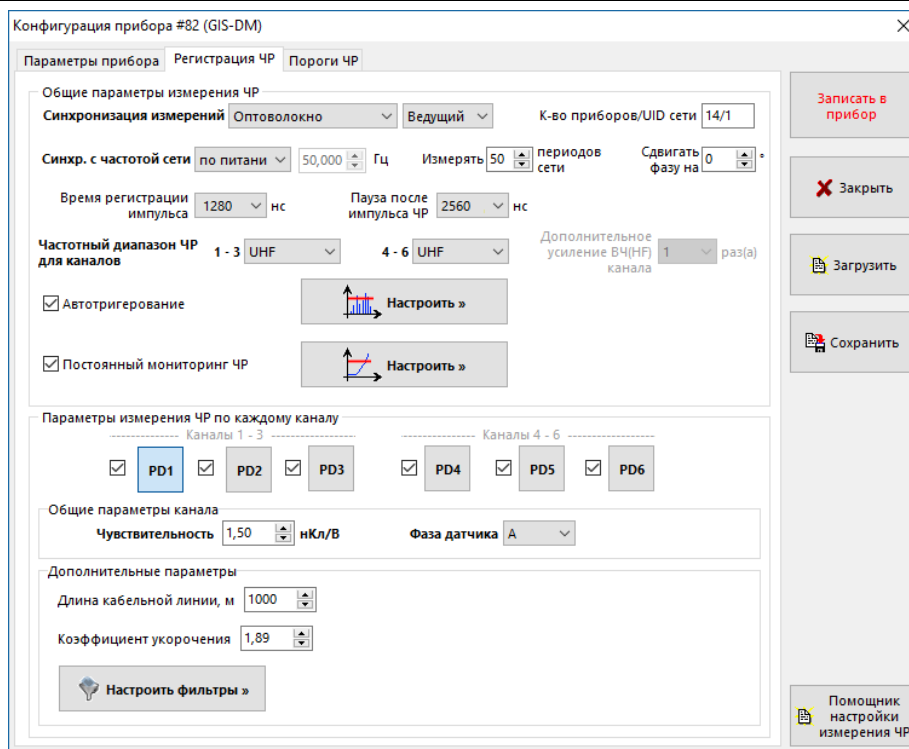 Конфигурация прибора #82 (GIS-DM)
Параметры прибора Регистрация ЧР Пороги ЧР
Общие параметры измерения ЧР
Синхронизация измерений Оптоволокно Ведущий К-во приборов/UID сети 14/1
Синхр. с частотой сети по питани 50,000 Гц Измерять 50 периодов сети Сдвигать фазу на 0 °
Время регистрации импульса 1280 нс Пауза после импульса ЧР 2560 нс
Частотный диапазон ЧР для каналов 1 - 3 UHF 4 - 6 UHF Дополнительное усиление ВЧ(HF) канала 1 раз(а)
Автотригерование Настроить »
Постоянный мониторинг ЧР Настроить »
Параметры измерения ЧР по каждому каналу
Каналы 1 - 3 Каналы 4 - 6
PD1 PD2 PD3 PD4 PD5 PD6
Общие параметры канала
Чувствительность 1,50 нКл/В Фаза датчика A
Дополнительные параметры
Длина кабельной линии, м 1000
Коэффициент укорочения 1,89
Настроить фильтры »
Записать в
прибор
Закрыть
Загрузить
Сохранить
Помощник
настройки
измерения ЧР